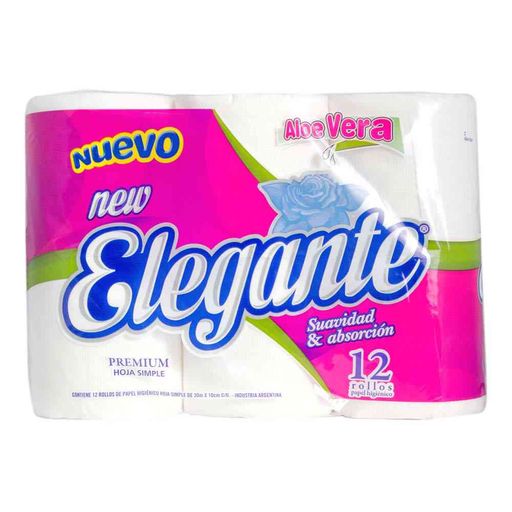 NUEVO
Aloe Vera
new
Elegante®
Suavidad
& absorción
PREMIUM
HOJA SIMPLE
12
rollos
papel higiénico
CONTIENE 12 ROLLOS DE PAPEL HIGIÉNICO HOJA SIMPLE DE 30m X 10cm C/U - INDUSTRIA ARGENTINA